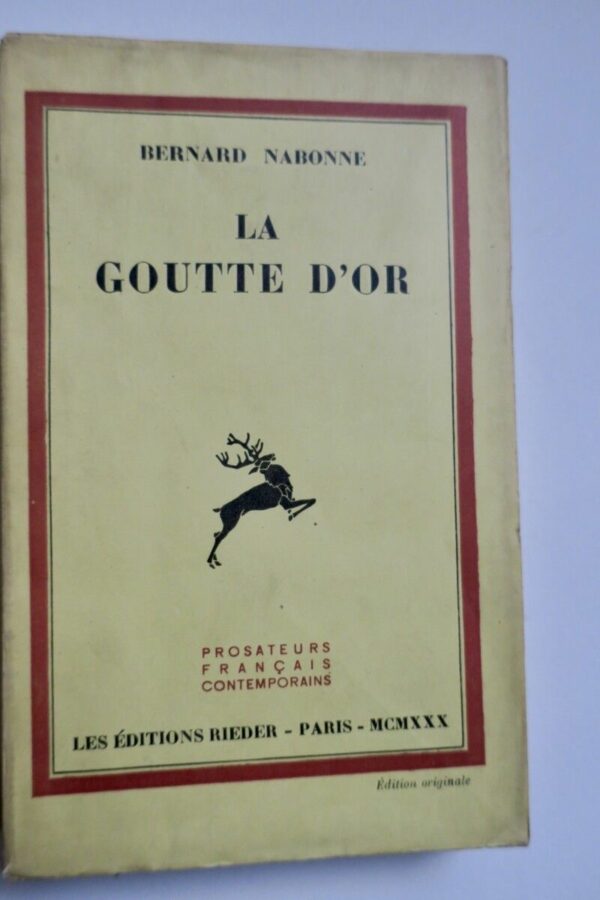 BERNARD NABONNE
LA
GOUTTE D'OR
PROSATEURS
FRANÇAIS
CONTEMPORAINS
LES ÉDITIONS RIEDER – PARIS – MCMXXX
Édition originale